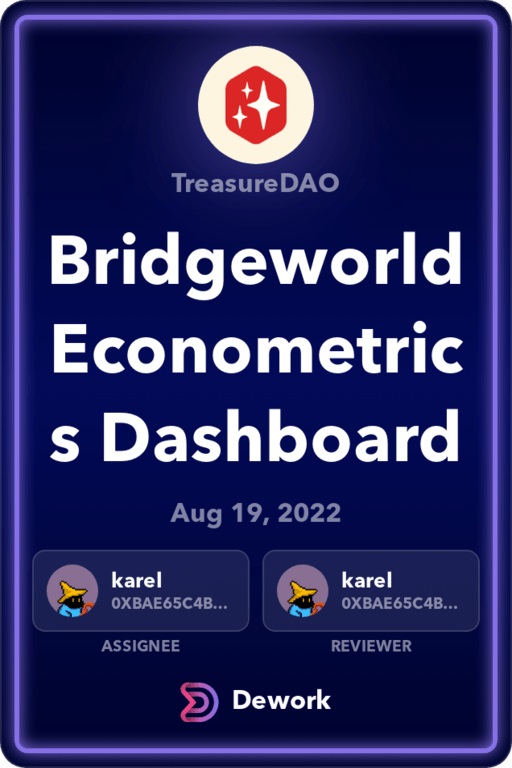 TreasureDAO
Bridgeworld
Econometric
s Dashboard
Aug 19, 2022
karel
0XBAE65C4B...
ASSIGNEE
karel
0XBAE65C4B...
REVIEWER
Dework